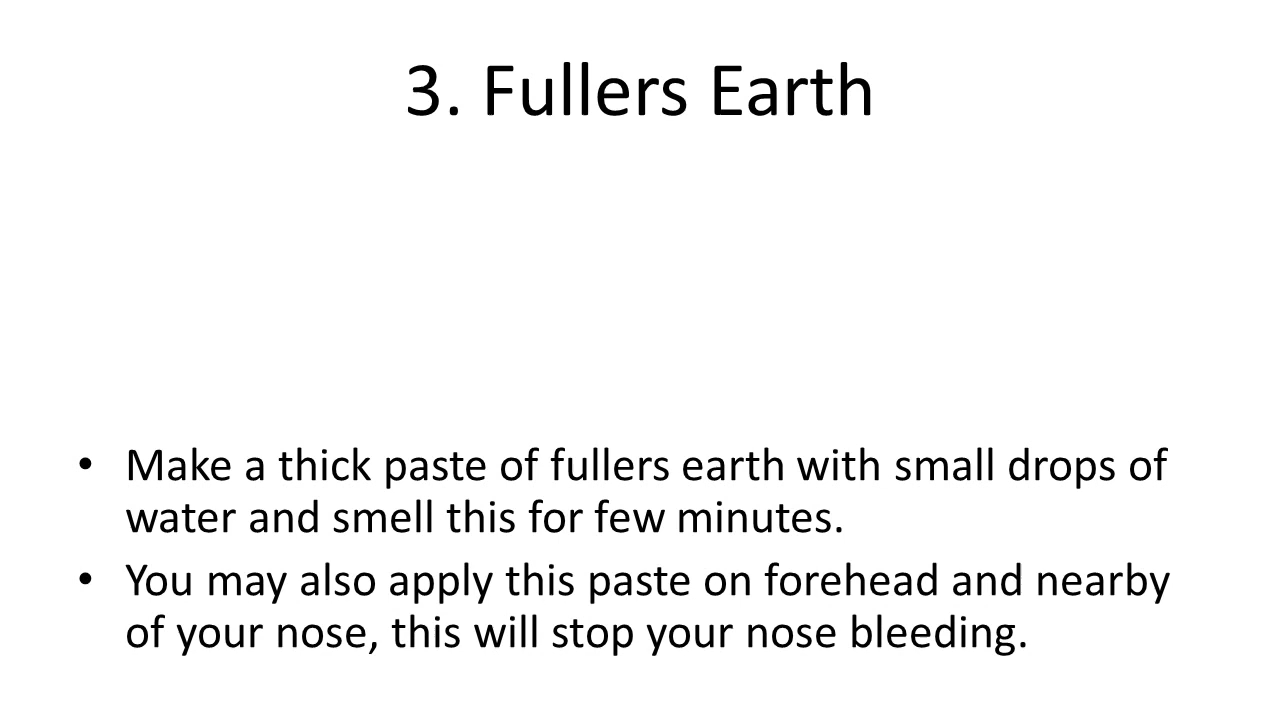 3. Fullers Earth
• Make a thick paste of fullers earth with small drops of
water and smell this for few minutes.
• You may also apply this paste on forehead and nearby
of your nose, this will stop your nose bleeding.